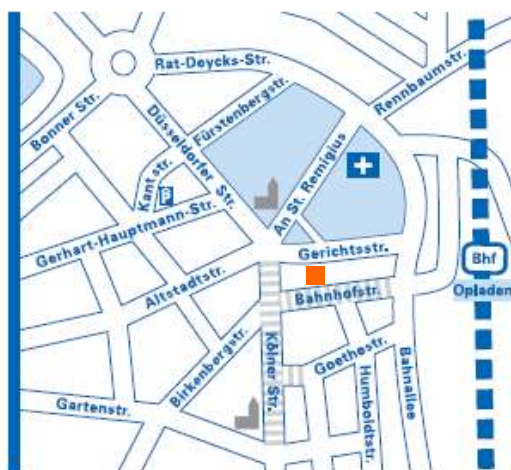 Rat-Deycks-Str.
Rennbaumstr.
Bonner Str.
Düsseldorfer Str.
Fürstenbergstr.
Kantstr.
P
An St. Remigius
Gerhart-Hauptmann-Str.
Gerichtsstr.
Bhf
Opladen
Altstadtstr.
Bahnhofstr.
Kölner Str.
Birkenbergstr.
Goethestr.
Bahnallee
Humboldtstr.
Gartenstr.